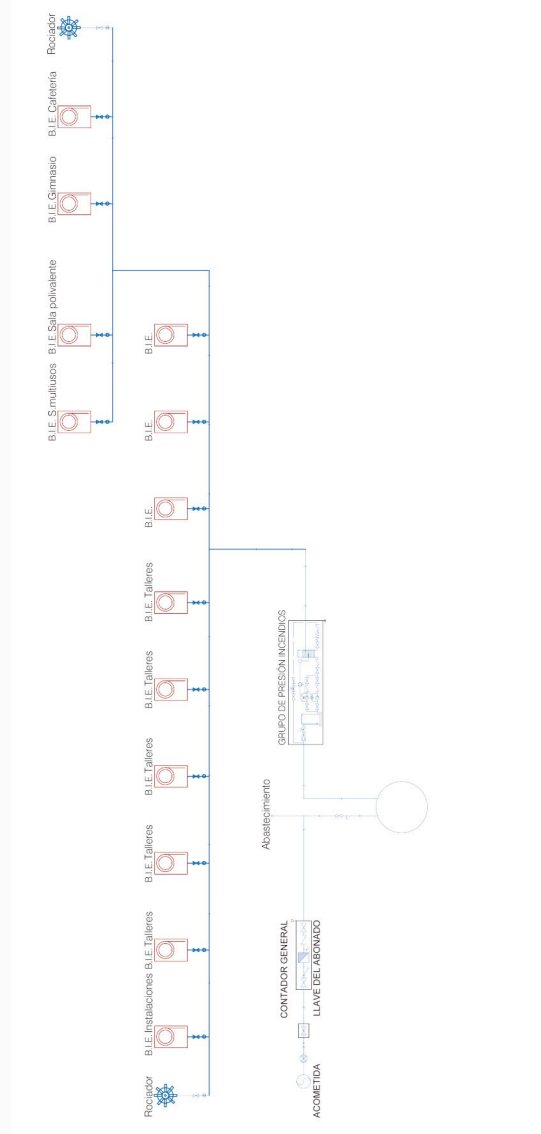 Rociador
B.I.E. Cafetería
B.I.E. Gimnasio
B.I.E. Sala polivalente
B.I.E. S.multiusos
B.I.E.
B.I.E.
B.I.E.
B.I.E. Talleres
B.I.E. Talleres
B.I.E. Talleres
B.I.E. Talleres
B.I.E. Talleres
B.I.E. Instalaciones
Rociador
GRUPO DE PRESIÓN INCENDIOS
Abastecimiento
CONTADOR GENERAL
LLAVE DEL ABONADO
ACOMETIDA